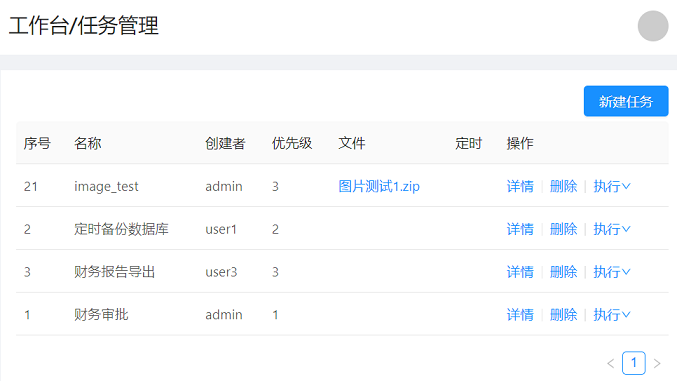 工作台/任务管理
新建任务
序号 名称 创建者 优先级 文件 定时 操作
21 image_test admin 3 图片测试1.zip 详情 删除 执行
2 定时备份数据库 user1 2 详情 删除 执行
3 财务报告导出 user3 3 详情 删除 执行
1 财务审批 admin 1 详情 删除 执行
1